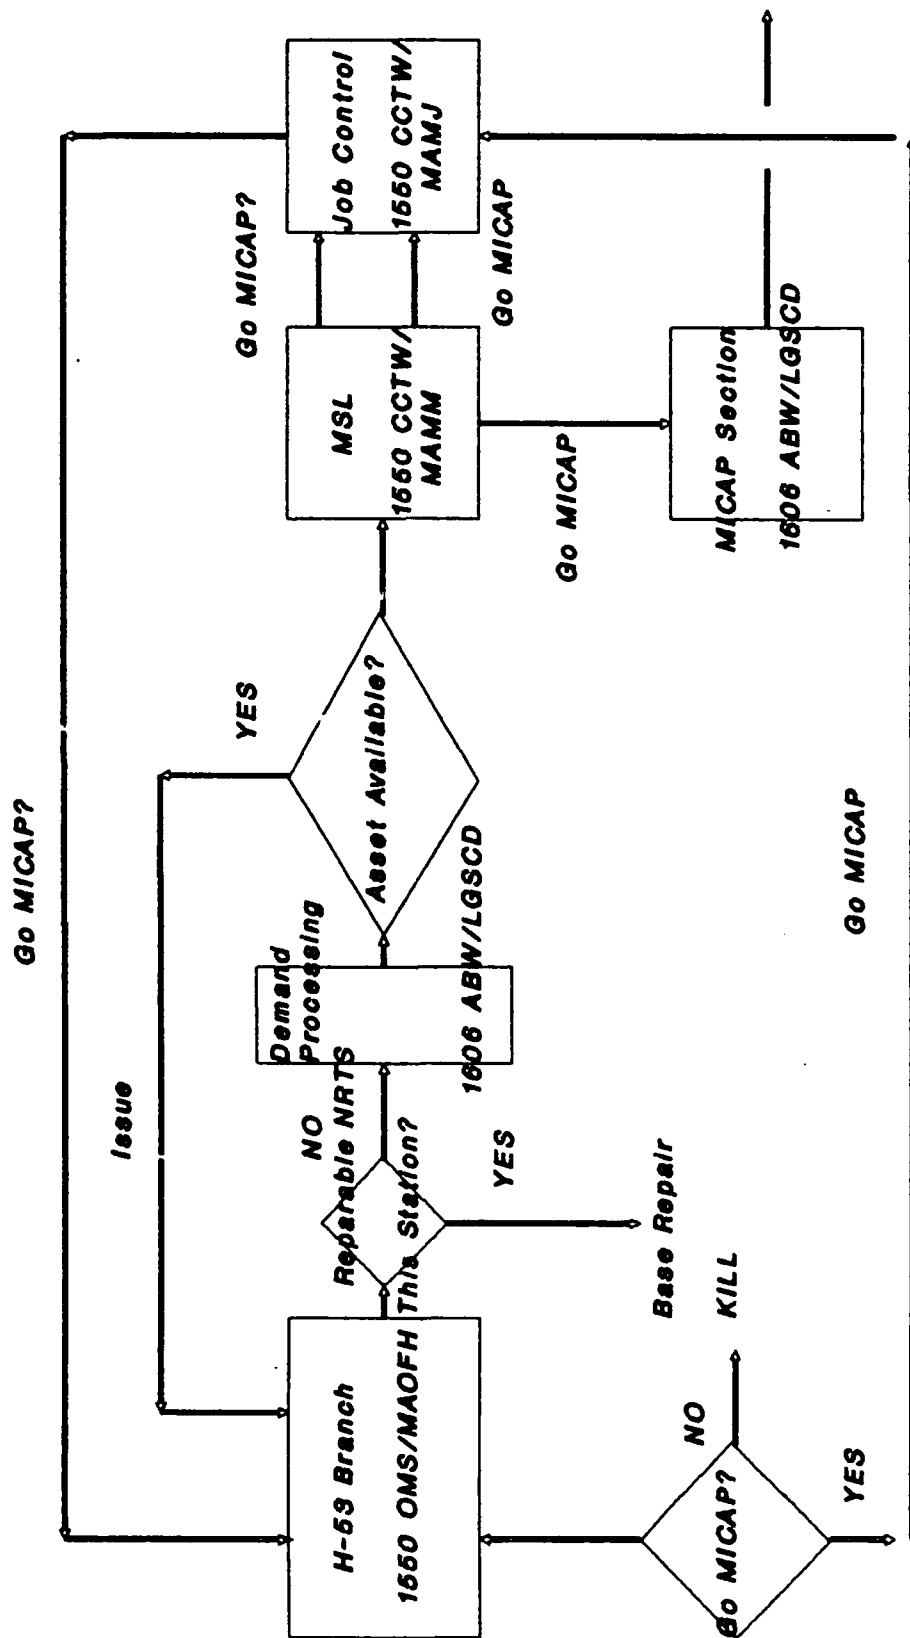 Go MICAP?
Issue
YES
H-53 Branch
1550 OMS/MAOFH
Reparable NRTS
This Station?
NO
YES
Base Repair
Demand
Processing
1606 ABW/LGSCD
Asset Available?
MSL
1550 CCTW/
MAMM
Go MICAP?
Go MICAP
Job Control
1550 CCTW/
MAMJ
Go MICAP
MICAP Section
1606 ABW/LGSCD
Go MICAP?
NO
KILL
YES
Go MICAP